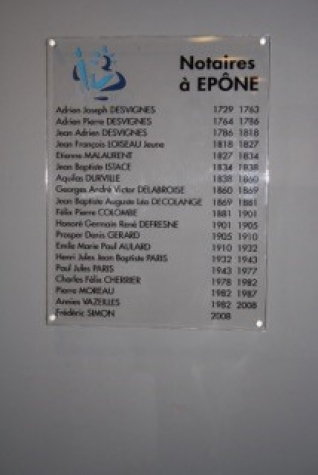 Notaires
à EPÔNE
Adrien Joseph DESVIGNES 1729 1763
Adrien Pierre DESVIGNES 1764 1786
Jean Adrien DESVIGNES 1786 1818
Jean François LOISEAU Jeune 1818 1827
Etienne MALAURENT 1827 1834
Jean Baptiste ISTACE 1834 1838
Aquilas DURVILLE 1838 1860
Georges André Victor DELABROISE 1860 1869
Jean Baptiste Auguste Léo DECOLANGE 1869 1881
Félix Pierre COLOMBE 1881 1901
Honoré Germain René DEFRESNE 1901 1905
Prosper Denis GERARD 1905 1910
Emile Marie Paul AULARD 1910 1932
Henri Jules Jean Baptiste PARIS 1932 1943
Paul Jules PARIS 1943 1977
Charles Félix CHERRIER 1978 1982
Pierre MOREAU 1982 1987
Annies VAZEILLES 1982 2008
Frédéric SIMON 2008